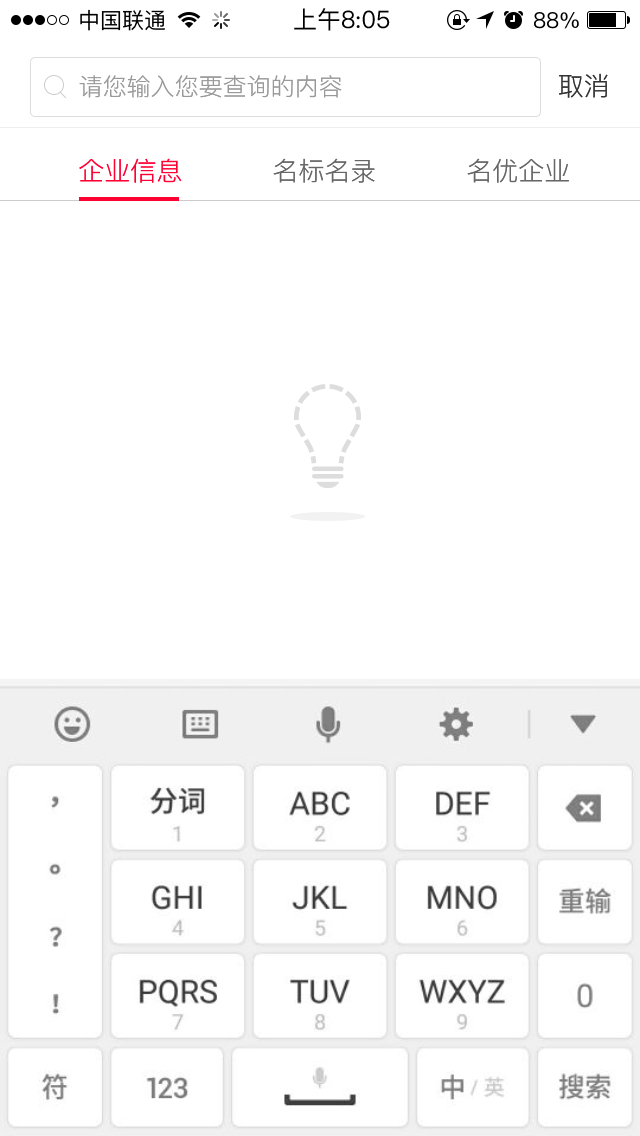 中国联通 上午8:05 88%
请您输入您要查询的内容 取消
企业信息 名标名录 名优企业
, 分词 ABC DEF
1 2 3
。 GHI JKL MNO 重输
4 5 6
?
! PQRS TUV WXYZ 0
7 8 9
符 123 中/英 搜索